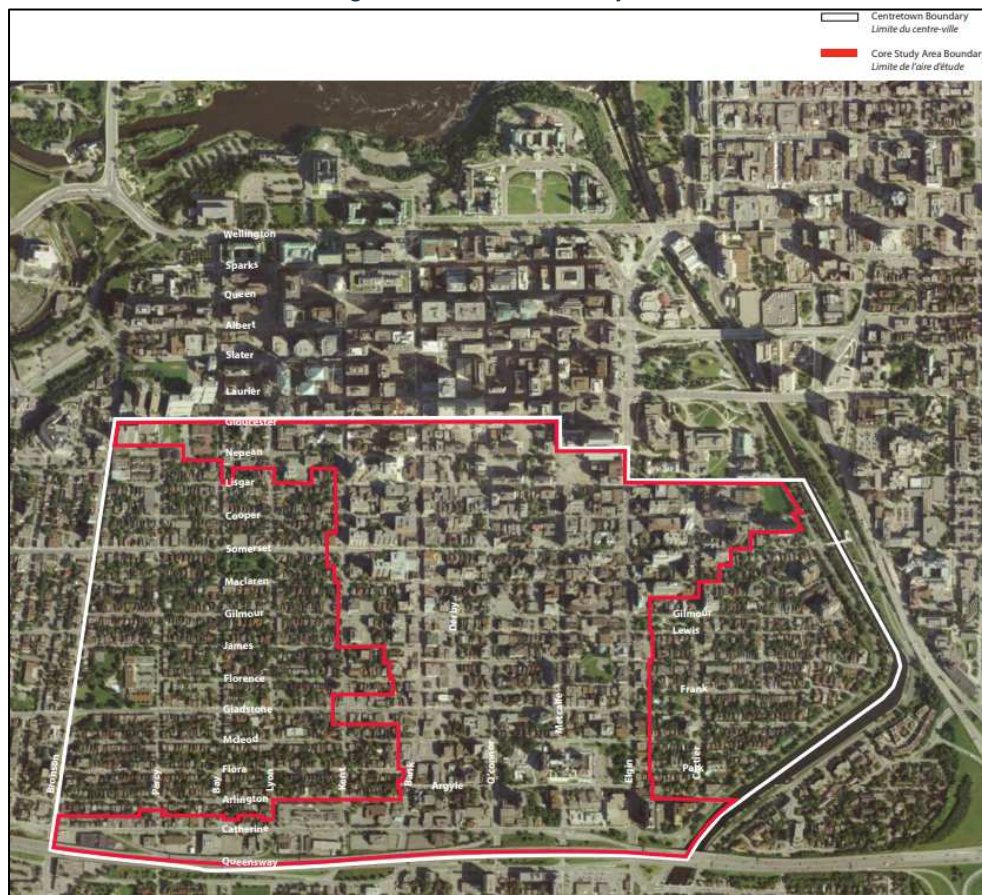 Centretown Boundary
Limite du centre-ville
Core Study Area Boundar
Limite de l'aire d'étude
Wellington
Sparks
Queen
Albert
Slater
Laurier
Gloucester
Nepean
Lisgar
Cooper
Somerset
Maclaren
Gilmour
James
Florence
Gladstone
Mcleod
Flora
Arlington
Catherine
Queensway
Bronson
Percy
Bay
Lyon
Kent
Bank
Argyle
O'connor
Derby
Metcalfe
Elgin
Cartier
Gilmour
Lewis
Frank
Park